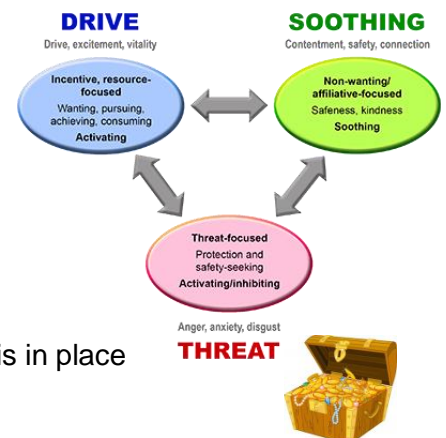 DRIVE
Drive, excitement, vitality
Incentive, resource-
focused
Wanting, pursuing,
achieving, consuming
Activating
SOOTHING
Contentment, safety, connection
Non-wanting/
affiliative-focused
Safeness, kindness
Soothing
Threat-focused
Protection and
safety-seeking
Activating/inhibiting
Anger, anxiety, disgust
THREAT
is in place